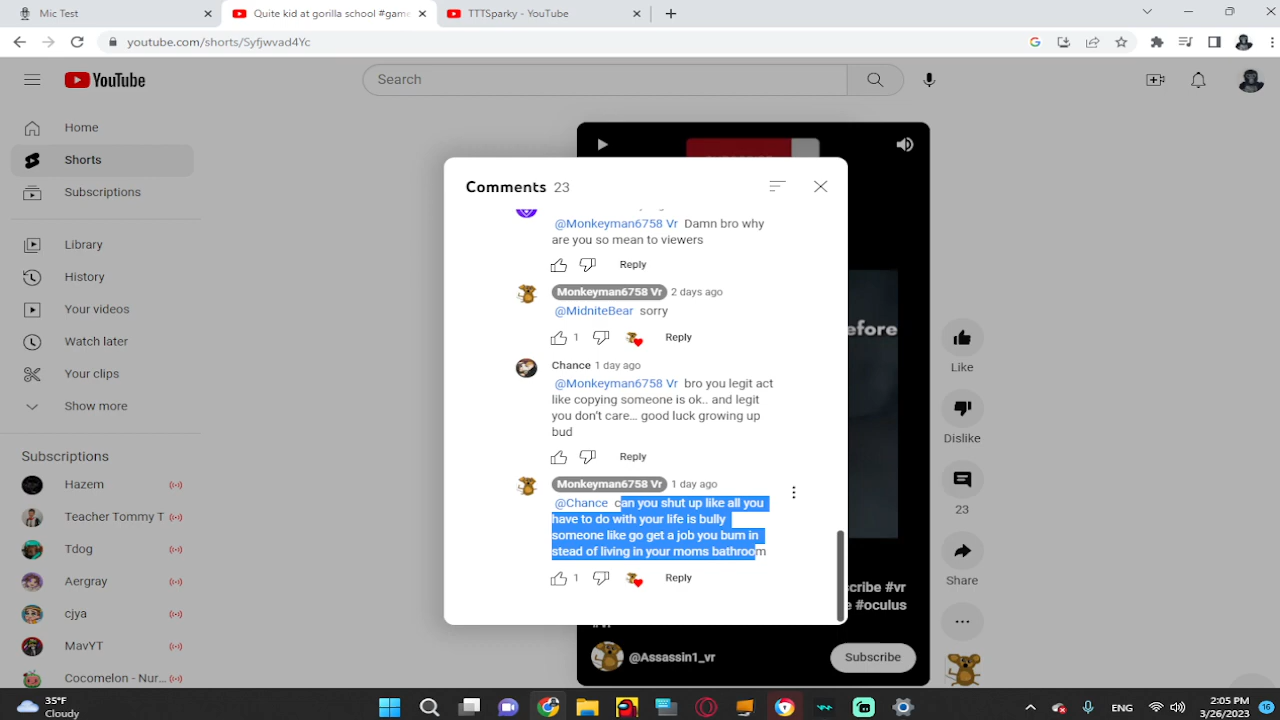 Mic Test
Quite kid at gorilla school #game
TTTSparky - YouTube
youtube.com/shorts/Syfjwvad4Yc
YouTube
Search
Home
Shorts
Subscriptions
Library
History
Your videos
Watch later
Your clips
Show more
Subscriptions
Hazem
Teacher Tommy T
Tdog
Aergray
cjya
MavYT
Cocomelon - Nur...
Comments 23
@Monkeyman6758 Vr Damn bro why
are you so mean to viewers
Reply
Monkeyman6758 Vr 2 days ago
@MidniteBear sorry
1 Reply
Chance 1 day ago
@Monkeyman6758 Vr bro you legit act
like copying someone is ok.. and legit
you don't care... good luck growing up
bud
Reply
Monkeyman6758 Vr 1 day ago
@Chance can you shut up like all you
have to do with your life is bully
someone like go get a job you bum in
stead of living in your moms bathroom
1 Reply
efore
cribe #vr
e #oculus
@Assassin1_vr
Subscribe
Like
Dislike
23
Share
35°F
Cloudy
ENG
2:05 PM
3/26/2023
16